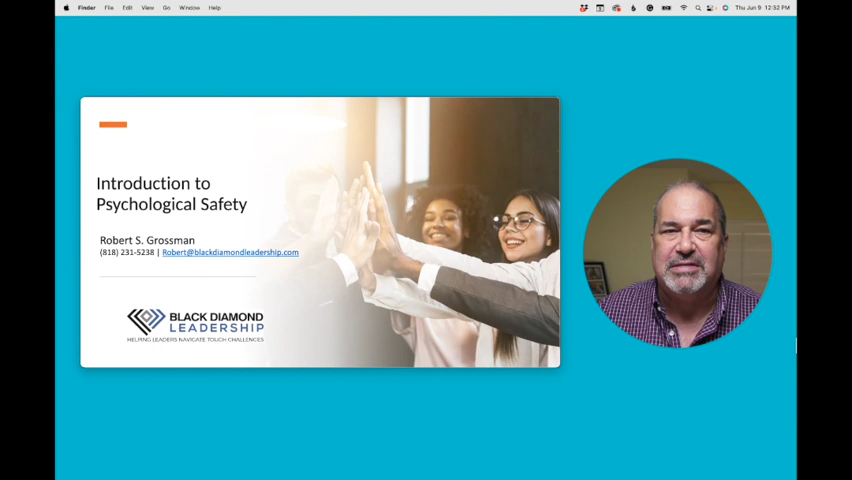 Finder File Edit View Go Window Help
Thu Jun 9 12:32 PM
Introduction to
Psychological Safety
Robert S. Grossman
(818) 231-5238 | Robert@blackdiamondleadership.com
BLACK DIAMOND
LEADERSHIP
HELPING LEADERS NAVIGATE TOUGH CHALLENGES